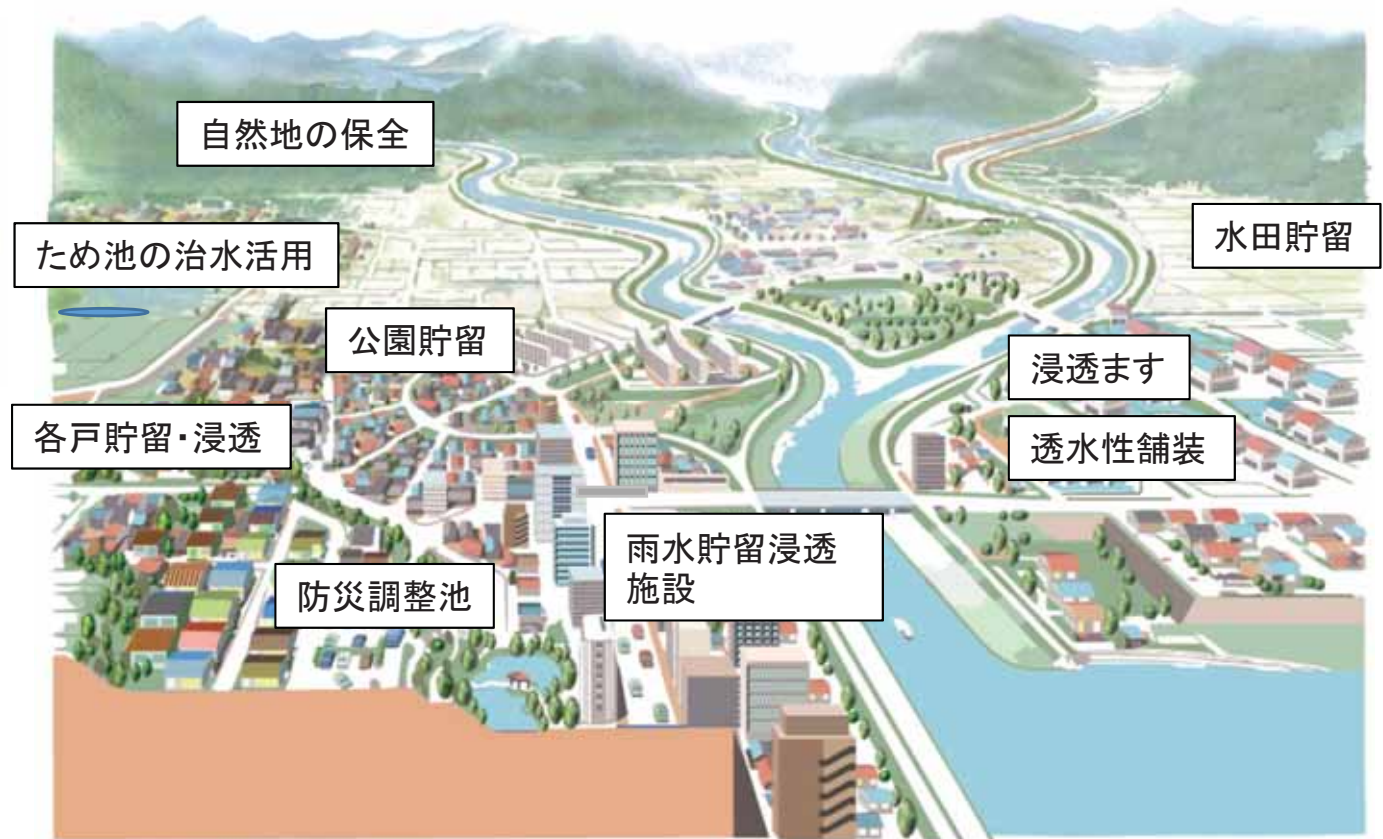 自然地の保全
水田貯留
ため池の治水活用
公園貯留
浸透ます
各戸貯留・浸透
透水性舗装
雨水貯留浸透
施設
防災調整池